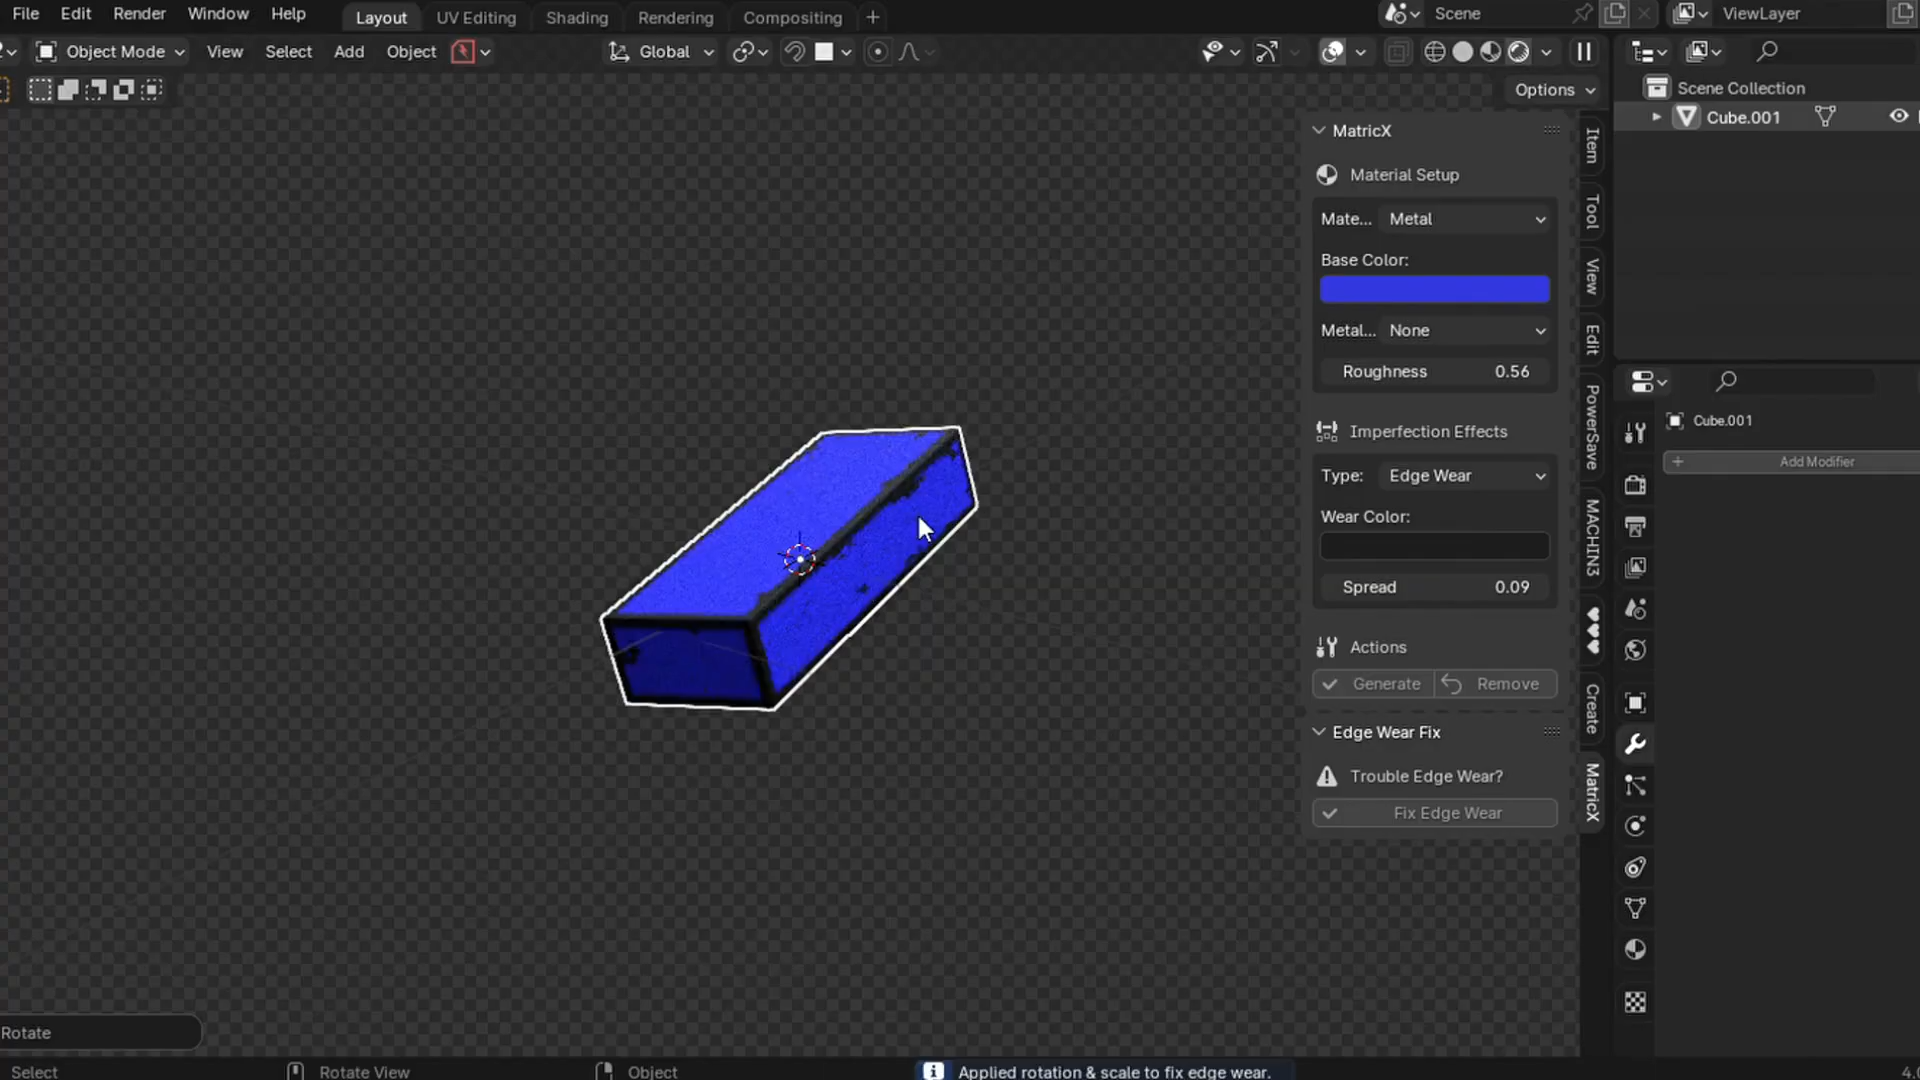 File Edit Render Window Help Layout UV Editing Shading Rendering Compositing Scene ViewLayer
Object Mode View Select Add Object Global
Options
Scene Collection
Cube.001
MatricX
Material Setup
Mate... Metal
Base Color:
Metal... None
Roughness 0.56
Imperfection Effects
Type: Edge Wear
Wear Color:
Spread 0.09
Actions
Generate Remove
Edge Wear Fix
Trouble Edge Wear?
Fix Edge Wear
Item
Tool
View
Edit
PowerSave
MACHIN3
♥♥♥
Create
MatricX
Cube.001
Add Modifier
Rotate
Select Rotate View Object Applied rotation & scale to fix edge wear. 4.